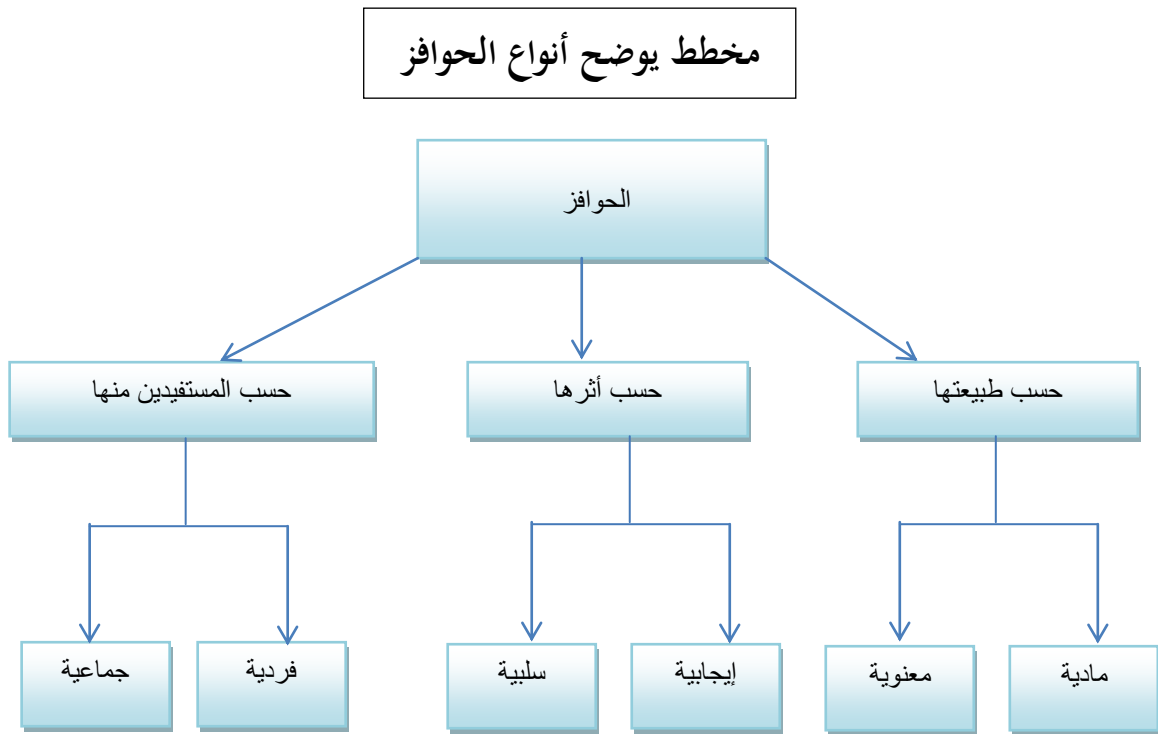 مخطط يوضح أنواع الحوافز
الحوافز
حسب طبيعتها
حسب أثرها
حسب المستفيدين منها
مادية
معنوية
إيجابية
سلبية
فردية
جماعية